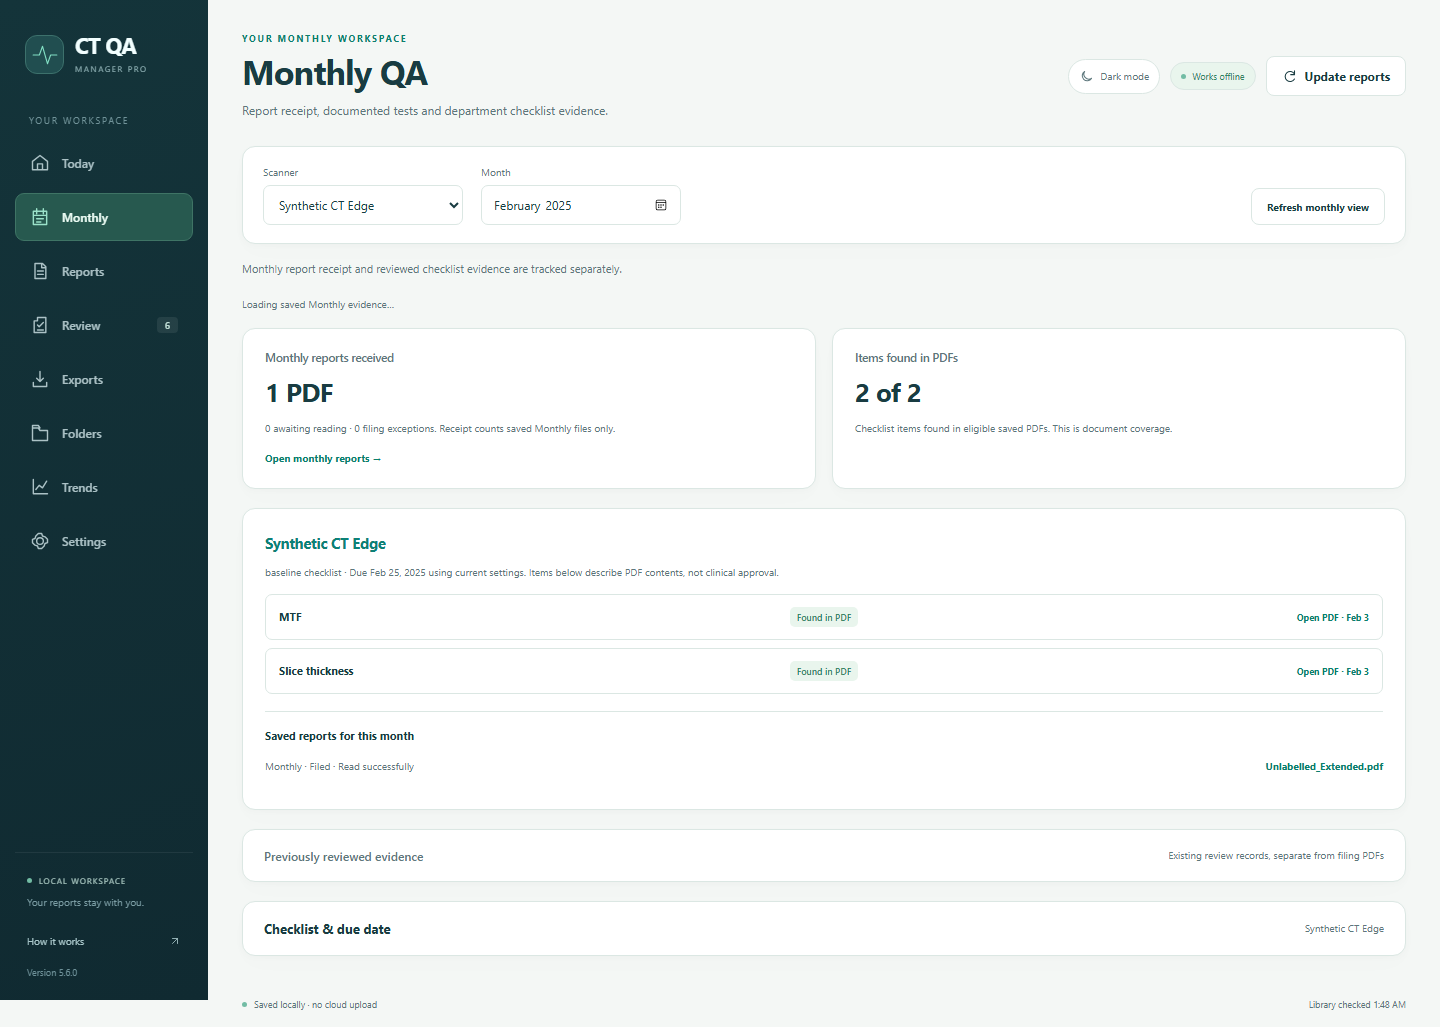 CT QA
MANAGER PRO
YOUR WORKSPACE
Today
Monthly
Reports
Review 6
Exports
Folders
Trends
Settings
LOCAL WORKSPACE
Your reports stay with you.
How it works
Version 5.6.0
YOUR MONTHLY WORKSPACE
Monthly QA
Report receipt, documented tests and department checklist evidence.
Dark mode
Works offline
Update reports
Scanner
Synthetic CT Edge
Month
February 2025
Refresh monthly view
Monthly report receipt and reviewed checklist evidence are tracked separately.
Loading saved Monthly evidence...
Monthly reports received
1 PDF
0 awaiting reading · 0 filing exceptions. Receipt counts saved Monthly files only.
Open monthly reports →
Items found in PDFs
2 of 2
Checklist items found in eligible saved PDFs. This is document coverage.
Synthetic CT Edge
baseline checklist · Due Feb 25, 2025 using current settings. Items below describe PDF contents, not clinical approval.
MTF Found in PDF Open PDF · Feb 3
Slice thickness Found in PDF Open PDF · Feb 3
Saved reports for this month
Monthly · Filed · Read successfully Unlabelled_Extended.pdf
Previously reviewed evidence Existing review records, separate from filing PDFs
Checklist & due date Synthetic CT Edge
Saved locally · no cloud upload Library checked 1:48 AM